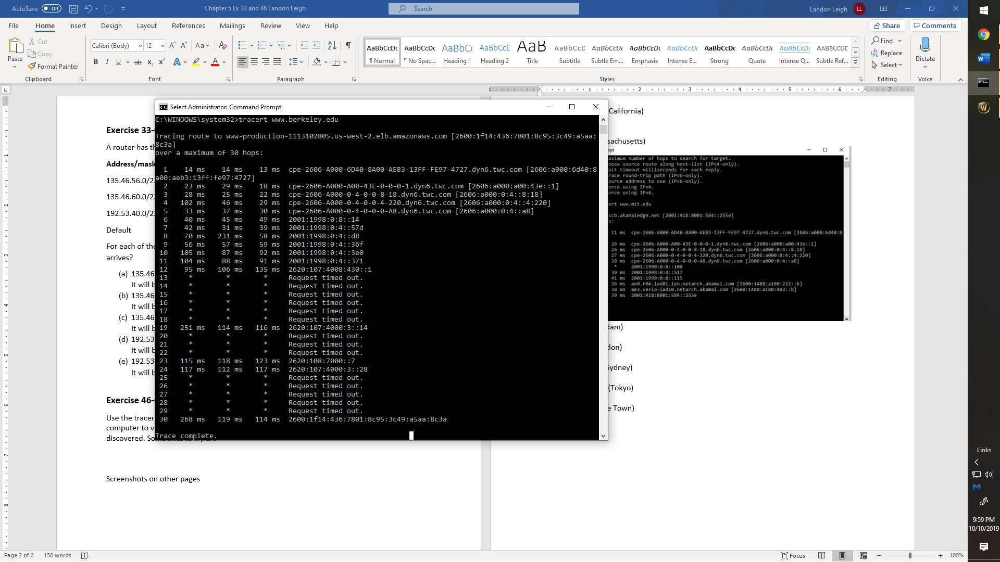 AutoSave Off
Chapter 5 Ex 33 and 46 Landon Leigh
Search
Landon Leigh LL
File Home Insert Design Layout References Mailings Review View Help
Share Comments
Paste
Cut
Copy
Format Painter
Clipboard
Calibri (Body) 12
Font
Paragraph
AaBbCcDc AaBbCcDc AaBbCc AaBbCcD AaB AaBbCcD AaBbCcDc AaBbCcDc AaBbCcDc AaBbCcDc AaBbCcDc AaBbCcDc AABBCCDC
¶ Normal ¶ No Spac... Heading 1 Heading 2 Title Subtitle Subtle Em... Emphasis Intense E... Strong Quote Intense Q... Subtle Ref...
Styles
Find
Replace
Select
Editing
Dictate
Voice
Exercise 33-
A router has th
Address/mask
135.46.56.0/22
135.46.60.0/22
192.53.40.0/23
Default
For each of the
arrives?
(a) 135.46
It will b
(b) 135.46
It will b
(c) 135.46
It will b
(d) 192.53
It will b
(e) 192.53
It will b
Exercise 46-
Use the tracer
computer to va
discovered. So
Screenshots on other pages
Select Administrator: Command Prompt
C:\WINDOWS\system32>tracert www.berkeley.edu
Tracing route to www-production-1113102805.us-west-2.elb.amazonaws.com [2600:1f14:436:7801:8c95:3c49:a5aa:
8c3a]
over a maximum of 30 hops:
1 14 ms 14 ms 13 ms cpe-2606-A000-6D40-8A00-AEB3-13FF-FE97-4727.dyn6.twc.com [2606:a000:6d40:8
a00:aeb3:13ff:fe97:4727]
2 23 ms 29 ms 18 ms cpe-2606-A000-A00-43E-0-0-0-1.dyn6.twc.com [2606:a000:a00:43e::1]
3 28 ms 25 ms 22 ms cpe-2606-A000-0-4-0-0-8-18.dyn6.twc.com [2606:a000:0:4::8:18]
4 102 ms 46 ms 29 ms cpe-2606-A000-0-4-0-0-4-220.dyn6.twc.com [2606:a000:0:4::4:220]
5 33 ms 37 ms 30 ms cpe-2606-A000-0-4-0-0-0-A8.dyn6.twc.com [2606:a000:0:4::a8]
6 40 ms 45 ms 49 ms 2001:1998:0:8::14
7 42 ms 31 ms 39 ms 2001:1998:0:4::57d
8 70 ms 231 ms 58 ms 2001:1998:0:4::d8
9 56 ms 57 ms 59 ms 2001:1998:0:4::36f
10 105 ms 87 ms 92 ms 2001:1998:0:4::3e0
11 104 ms 88 ms 91 ms 2001:1998:0:4::371
12 95 ms 106 ms 135 ms 2620:107:4008:430::1
13 * * * Request timed out.
14 * * * Request timed out.
15 * * * Request timed out.
16 * * * Request timed out.
17 * * * Request timed out.
18 * * * Request timed out.
19 251 ms 114 ms 116 ms 2620:107:4000:3::14
20 * * * Request timed out.
21 * * * Request timed out.
22 * * * Request timed out.
23 115 ms 118 ms 123 ms 2620:108:7000::7
24 117 ms 112 ms 117 ms 2620:107:4000:3::28
25 * * * Request timed out.
26 * * * Request timed out.
27 * * * Request timed out.
28 * * * Request timed out.
29 * * * Request timed out.
30 268 ms 119 ms 114 ms 2600:1f14:436:7801:8c95:3c49:a5aa:8c3a
Trace complete.
California)
sachusetts)
mpt
aximum number of hops to search for target.
oose source route along host-list (IPv4-only).
ait timeout milliseconds for each reply.
race round-trip path (IPv6-only).
ource address to use (IPv6-only).
orce using IPv4.
orce using IPv6.
ert www.mit.edu
scb.akamaiedge.net [2001:418:8001:584::255e]
s:
11 ms cpe-2606-A000-6D40-8A00-AEB3-13FF-FE97-4727.dyn6.twc.com [2606:a000:6d40:8
26 ms cpe-2606-A000-A00-43E-0-0-0-1.dyn6.twc.com [2606:a000:a00:43e::1]
26 ms cpe-2606-A000-0-4-0-0-8-18.dyn6.twc.com [2606:a000:0:4::8:18]
27 ms cpe-2606-A000-0-4-0-0-4-220.dyn6.twc.com [2606:a000:0:4::4:220]
38 ms cpe-2606-A000-0-4-0-0-0-A8.dyn6.twc.com [2606:a000:0:4::a8]
* 2001:1998:0:8::100
39 ms 2001:1998:0:4::517
41 ms 2001:1998:0:8::115
26 ms ae0.r04.iad01.ien.netarch.akamai.com [2600:1488:a180:222::b]
38 ms ae3.verio-iad10.netarch.akamai.com [2600:1488:a180:403::b]
39 ms 2001:418:8001:584::255e
dam)
don)
Sydney)
(Tokyo)
e Town)
Page 2 of 2 150 words
Focus
100%
Links
9:59 PM
10/10/2019